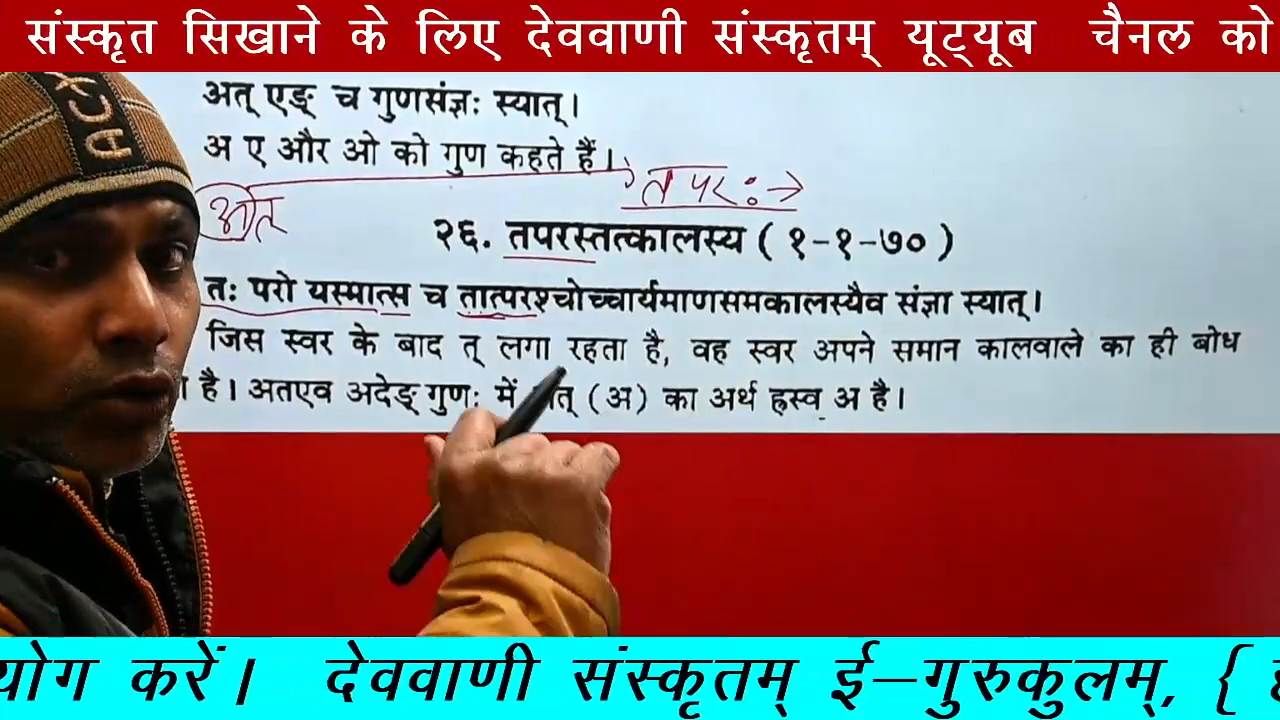 संस्कृत सिखाने के लिए देववाणी संस्कृतम् यूट्यूब चैनल को
अत् एङ् च गुणसंज्ञः स्यात्।
अ ए और ओ को गुण कहते हैं।
त पर:→
अत्
२६. तपरस्तत्कालस्य ( १-१-७० )
तः परो यस्मात्स च तात्परश्चोच्चार्यमाणसमकालस्यैव संज्ञा स्यात्।
जिस स्वर के बाद त् लगा रहता है, वह स्वर अपने समान कालवाले का ही बोध
है। अतएव अदेङ् गुणः में (अ) का अर्थ ह्रस्व अ है।
करें। देववाणी संस्कृतम् ई-गुरुकुलम्, {